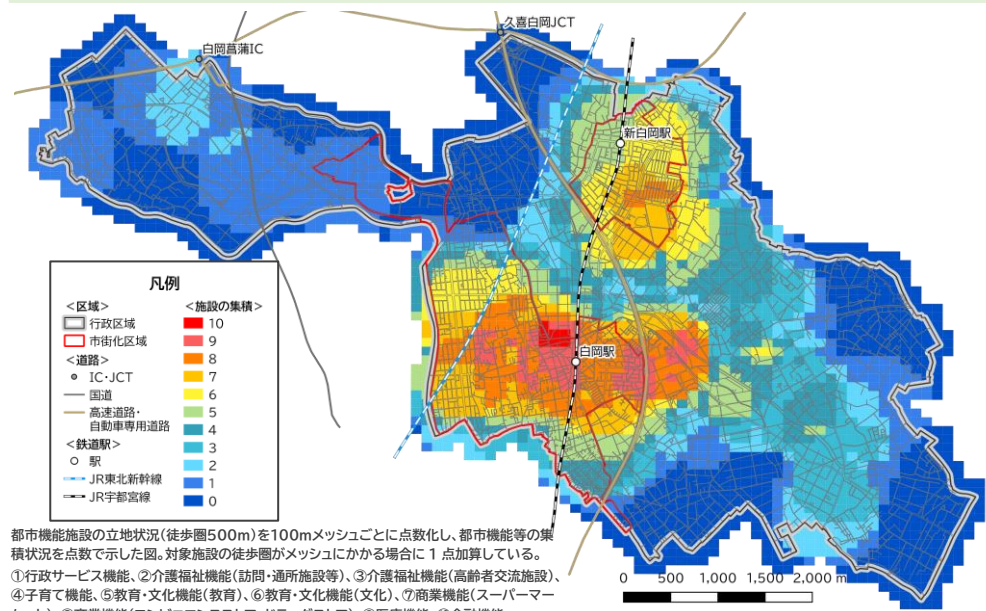 久喜白岡JCT
白岡菖蒲IC
新白岡駅
白岡駅
凡例
<区域>
行政区域
市街化区域
<道路>
IC・JCT
国道
高速道路・
自動車専用道路
<鉄道駅>
駅
JR東北新幹線
JR宇都宮線
<施設の集積>
10
9
8
7
6
5
4
3
2
1
0
都市機能施設の立地状況(徒歩圏500m)を100mメッシュごとに点数化し、都市機能等の集
積状況を点数で示した図。対象施設の徒歩圏がメッシュにかかる場合に1点加算している。
①行政サービス機能、②介護福祉機能(訪問・通所施設等)、③介護福祉機能(高齢者交流施設)、
④子育て機能、⑤教育・文化機能(教育)、⑥教育・文化機能(文化)、⑦商業機能(スーパーマー
0 500 1,000 1,500 2,000 m